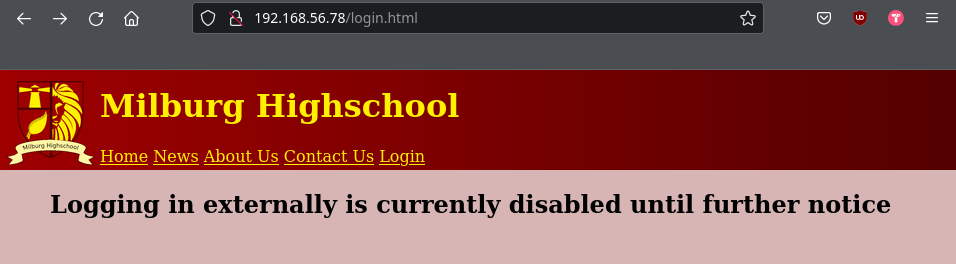 192.168.56.78/login.html
Milburg Highschool
Milburg Highschool
Home News About Us Contact Us Login
Logging in externally is currently disabled until further notice